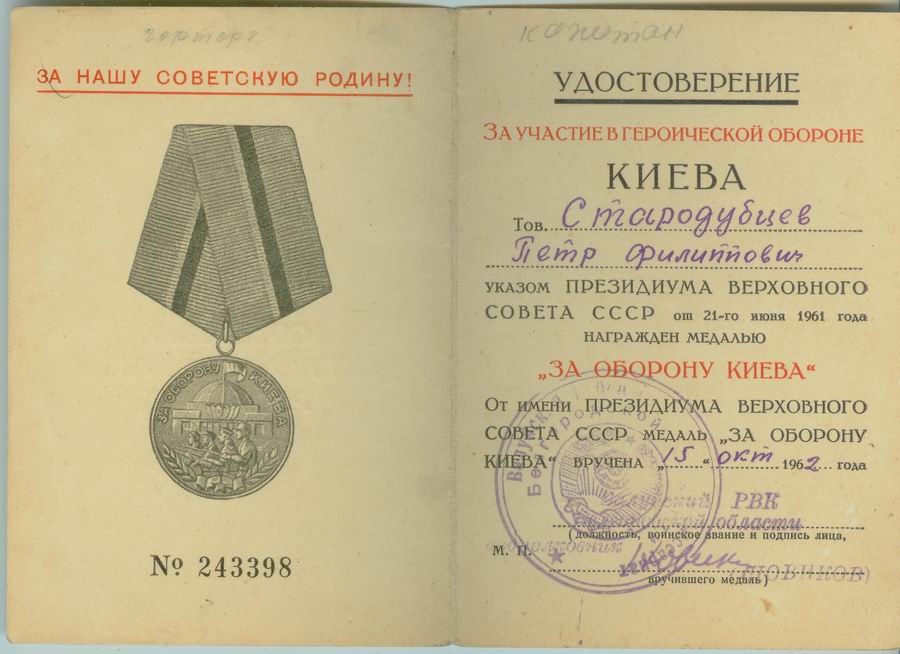 ЗА НАШУ СОВЕТСКУЮ РОДИНУ!
ЗА ОБОРОНУ КИЕВА
№ 243398
капитан
УДОСТОВЕРЕНИЕ
ЗА УЧАСТИЕ В ГЕРОИЧЕСКОЙ ОБОРОНЕ
КИЕВА
Тов. Стародубцев
Петр Филиппович
УКАЗОМ ПРЕЗИДИУМА ВЕРХОВНОГО
СОВЕТА СССР от 21-го июня 1961 года
НАГРАЖДЕН МЕДАЛЬЮ
„ЗА ОБОРОНУ КИЕВА“
От имени ПРЕЗИДИУМА ВЕРХОВНОГО
СОВЕТА СССР МЕДАЛЬ „ЗА ОБОРОНУ
КИЕВА“ ВРУЧЕНА „15“ окт 1962 года
РВК
области
(должность, воинское звание и подпись лица,
М. П.
вручившего медаль)
(НОВИКОВ)